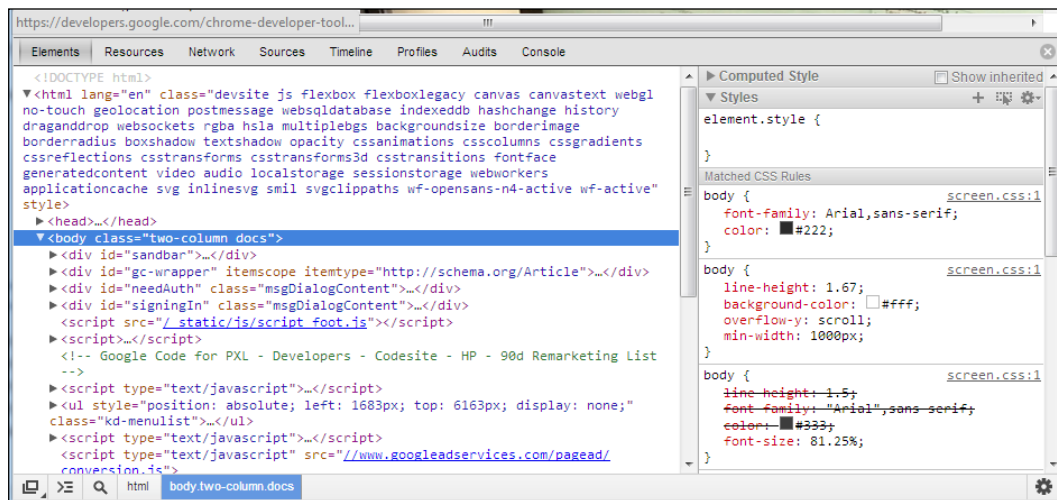 https://developers.google.com/chrome-developer-tool...
Elements Resources Network Sources Timeline Profiles Audits Console
<!DOCTYPE html>
▼<html lang="en" class="devsite js flexbox flexboxlegacy canvas canvastext webgl
no-touch geolocation postmessage websqldatabase indexeddb hashchange history
draganddrop websockets rgba hsla multiplebgs backgroundsize borderimage
borderradius boxshadow textshadow opacity cssanimations csscolumns cssgradients
cssreflections csstransforms csstransforms3d csstransitions fontface
generatedcontent video audio localstorage sessionstorage webworkers
applicationcache svg inlinesvg smil svgclippaths wf-opensans-n4-active wf-active"
style>
▶<head>…</head>
▼<body class="two-column docs">
▶<div id="sandbar">…</div>
▶<div id="gc-wrapper" itemscope itemtype="http://schema.org/Article">…</div>
▶<div id="needAuth" class="msgDialogContent">…</div>
▶<div id="signingIn" class="msgDialogContent">…</div>
<script src="/_static/js/script_foot.js"></script>
▶<script>…</script>
<!-- Google Code for PXL - Developers - Codesite - HP - 90d Remarketing List
-->
▶<script type="text/javascript">…</script>
▶<ul style="position: absolute; left: 1683px; top: 6163px; display: none;"
class="kd-menulist">…</ul>
▶<script type="text/javascript">…</script>
<script type="text/javascript" src="//www.googleadservices.com/pagead/
conversion.js">
html body.two-column.docs
▶ Computed Style Show inherited
▼ Styles
element.style {
}
Matched CSS Rules
body { screen.css:1
font-family: Arial,sans-serif;
color: #222;
}
body { screen.css:1
line-height: 1.67;
background-color: #fff;
overflow-y: scroll;
min-width: 1000px;
}
body { screen.css:1
line-height: 1.5;
font-family: "Arial",sans-serif;
color: #333;
font-size: 81.25%;
}